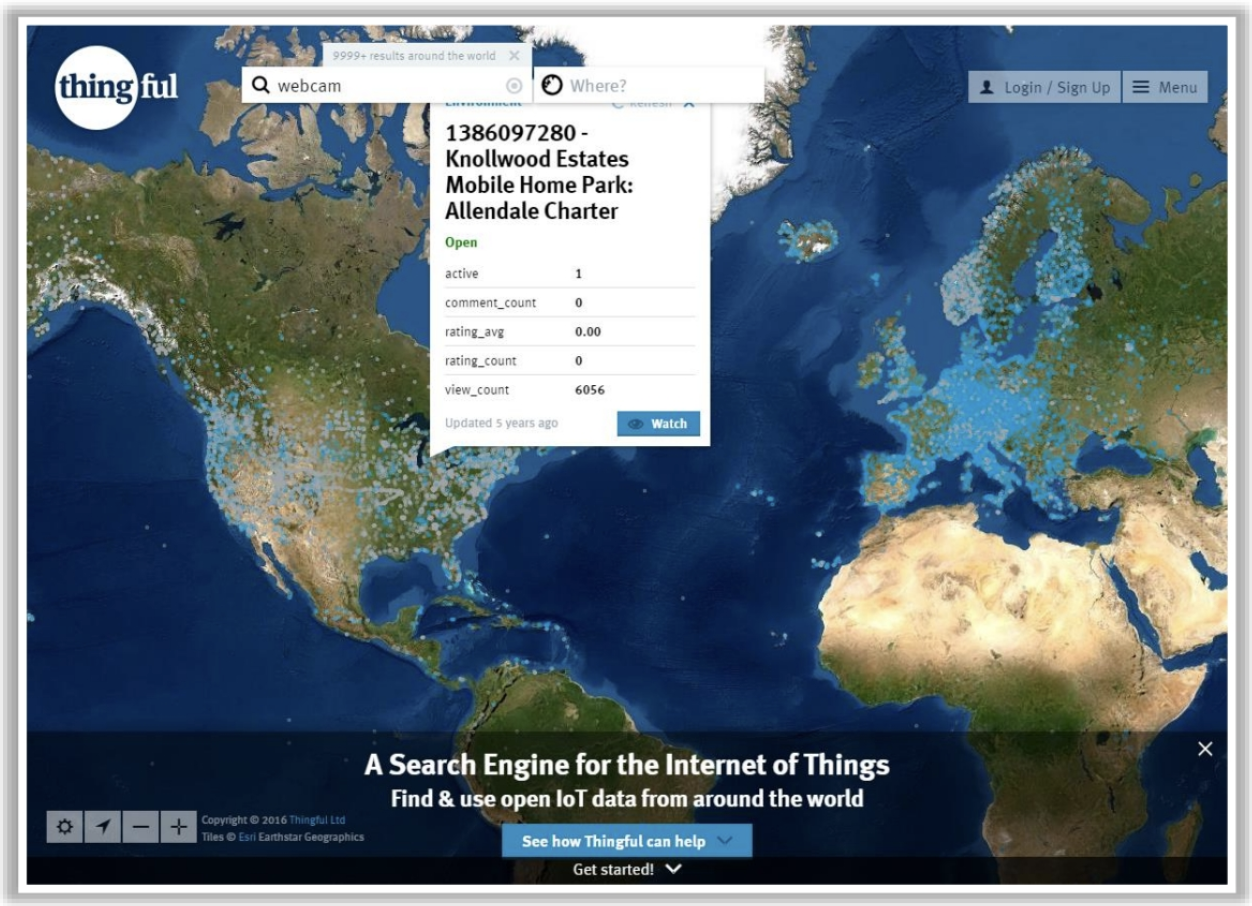 thingful
9999+ results around the world
webcam
Where?
Login / Sign Up
Menu
Environment
Refresh
1386097280 -
Knollwood Estates
Mobile Home Park:
Allendale Charter
Open
active 1
comment_count 0
rating_avg 0.00
rating_count 0
view_count 6056
Updated 5 years ago
Watch
A Search Engine for the Internet of Things
Find & use open IoT data from around the world
Copyright © 2016 Thingful Ltd
Tiles © Esri Earthstar Geographics
See how Thingful can help
Get started!